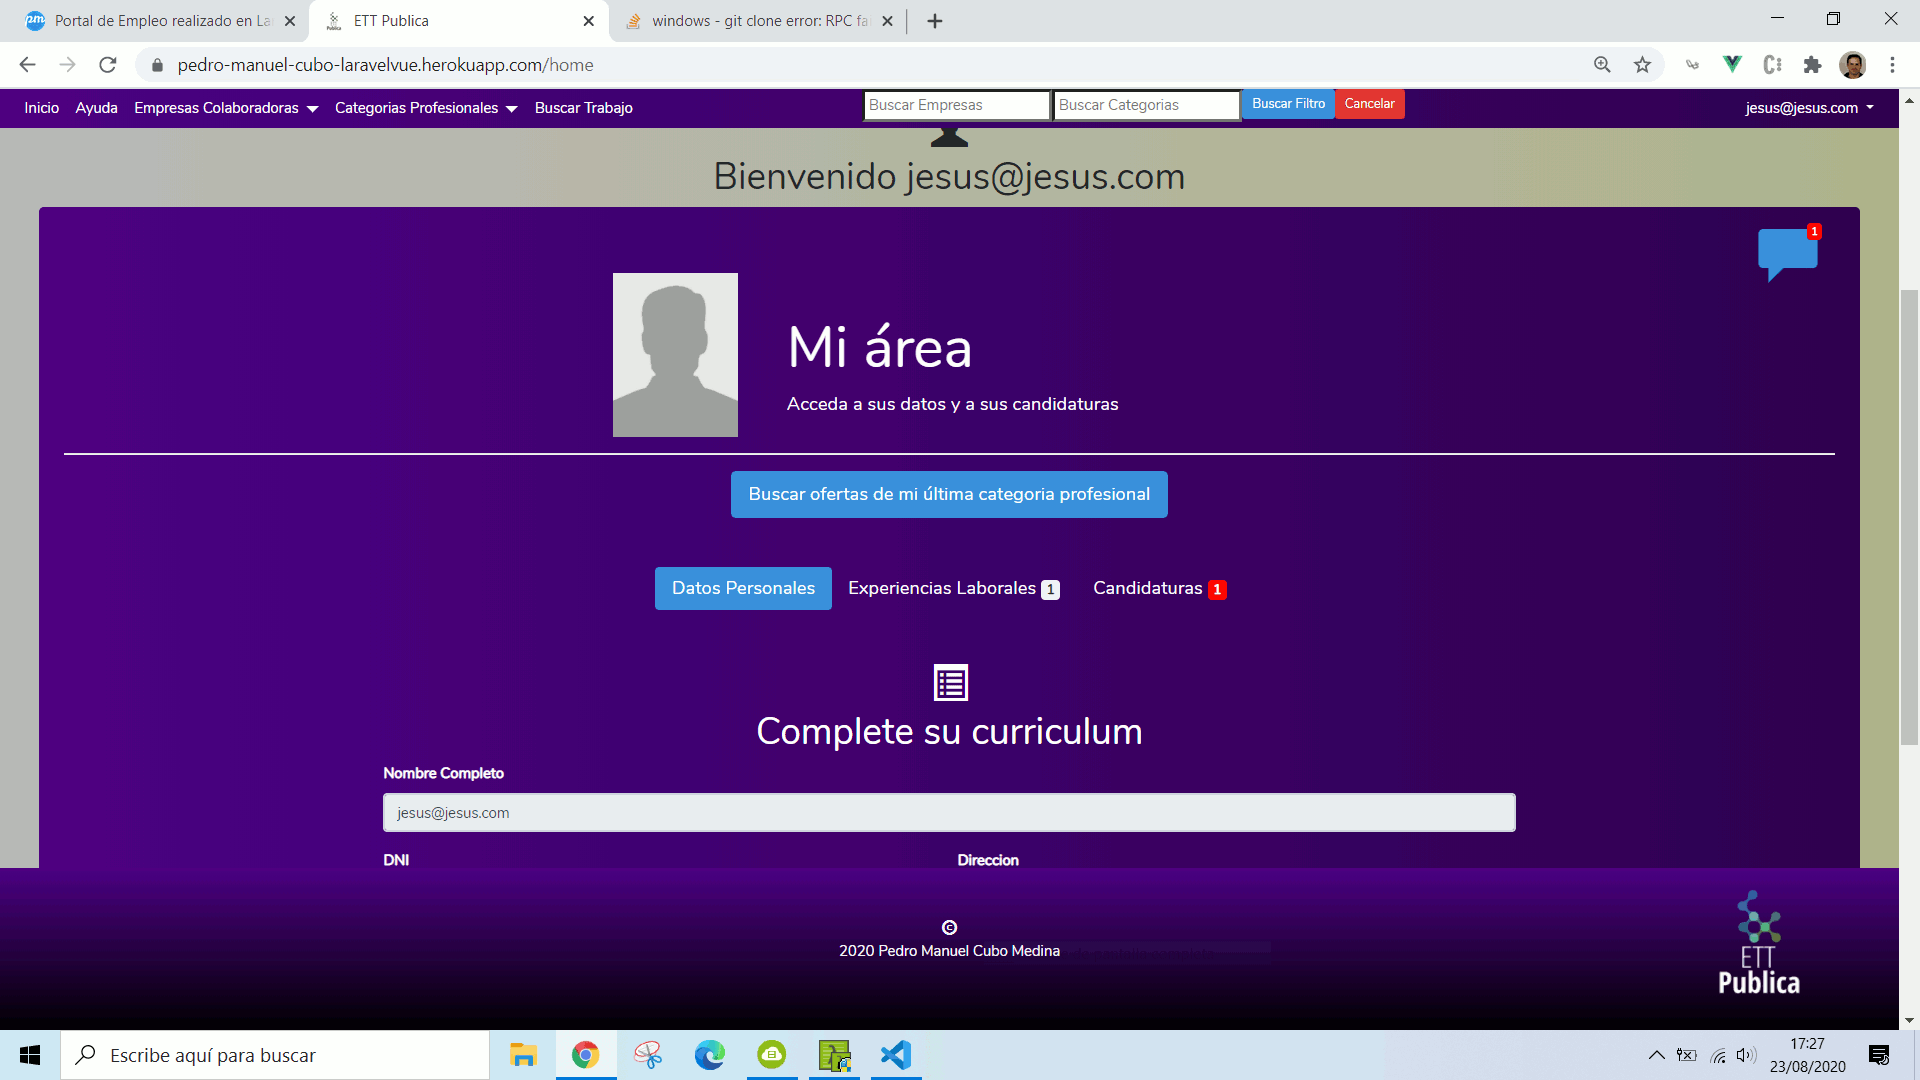 Portal de Empleo realizado en La
ETT Publica
windows - git clone error: RPC fa
pedro-manuel-cubo-laravelvue.herokuapp.com/home
Inicio
Ayuda
Empresas Colaboradoras
Categorias Profesionales
Buscar Trabajo
Buscar Empresas
Buscar Categorias
Buscar Filtro
Cancelar
jesus@jesus.com
Bienvenido jesus@jesus.com
1
Mi área
Acceda a sus datos y a sus candidaturas
Buscar ofertas de mi última categoria profesional
Datos Personales
Experiencias Laborales 1
Candidaturas 1
Complete su curriculum
Nombre Completo
jesus@jesus.com
DNI
Direccion
©
2020 Pedro Manuel Cubo Medina
ETT
Publica
Escribe aquí para buscar
17:27
23/08/2020